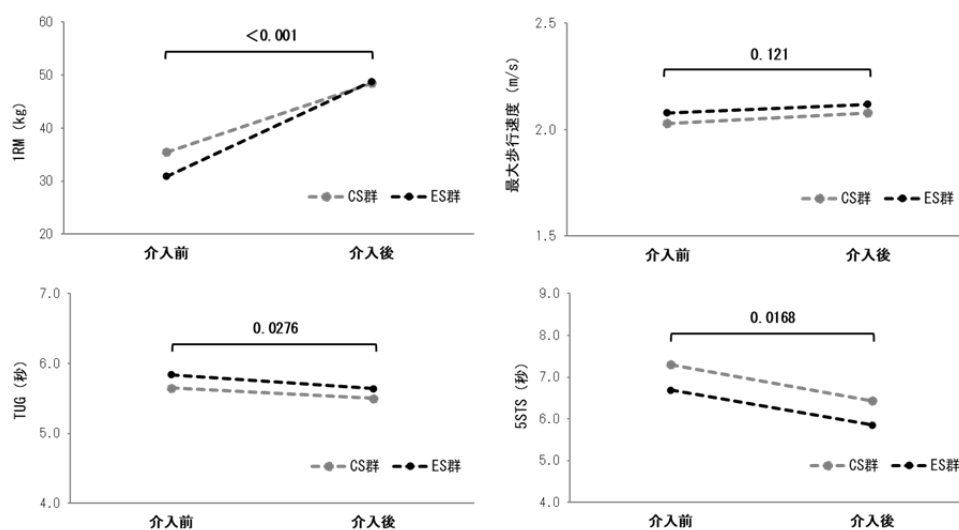 60
50
40
30
20
1RM (kg)
＜0.001
CS群 ES群
介入前 介入後
2.5
2.0
1.5
最大歩行速度 (m/s)
0.121
CS群 ES群
介入前 介入後
7.0
6.0
5.0
4.0
TUG (秒)
0.0276
CS群 ES群
介入前 介入後
9.0
8.0
7.0
6.0
5.0
4.0
5STS (秒)
0.0168
CS群 ES群
介入前 介入後